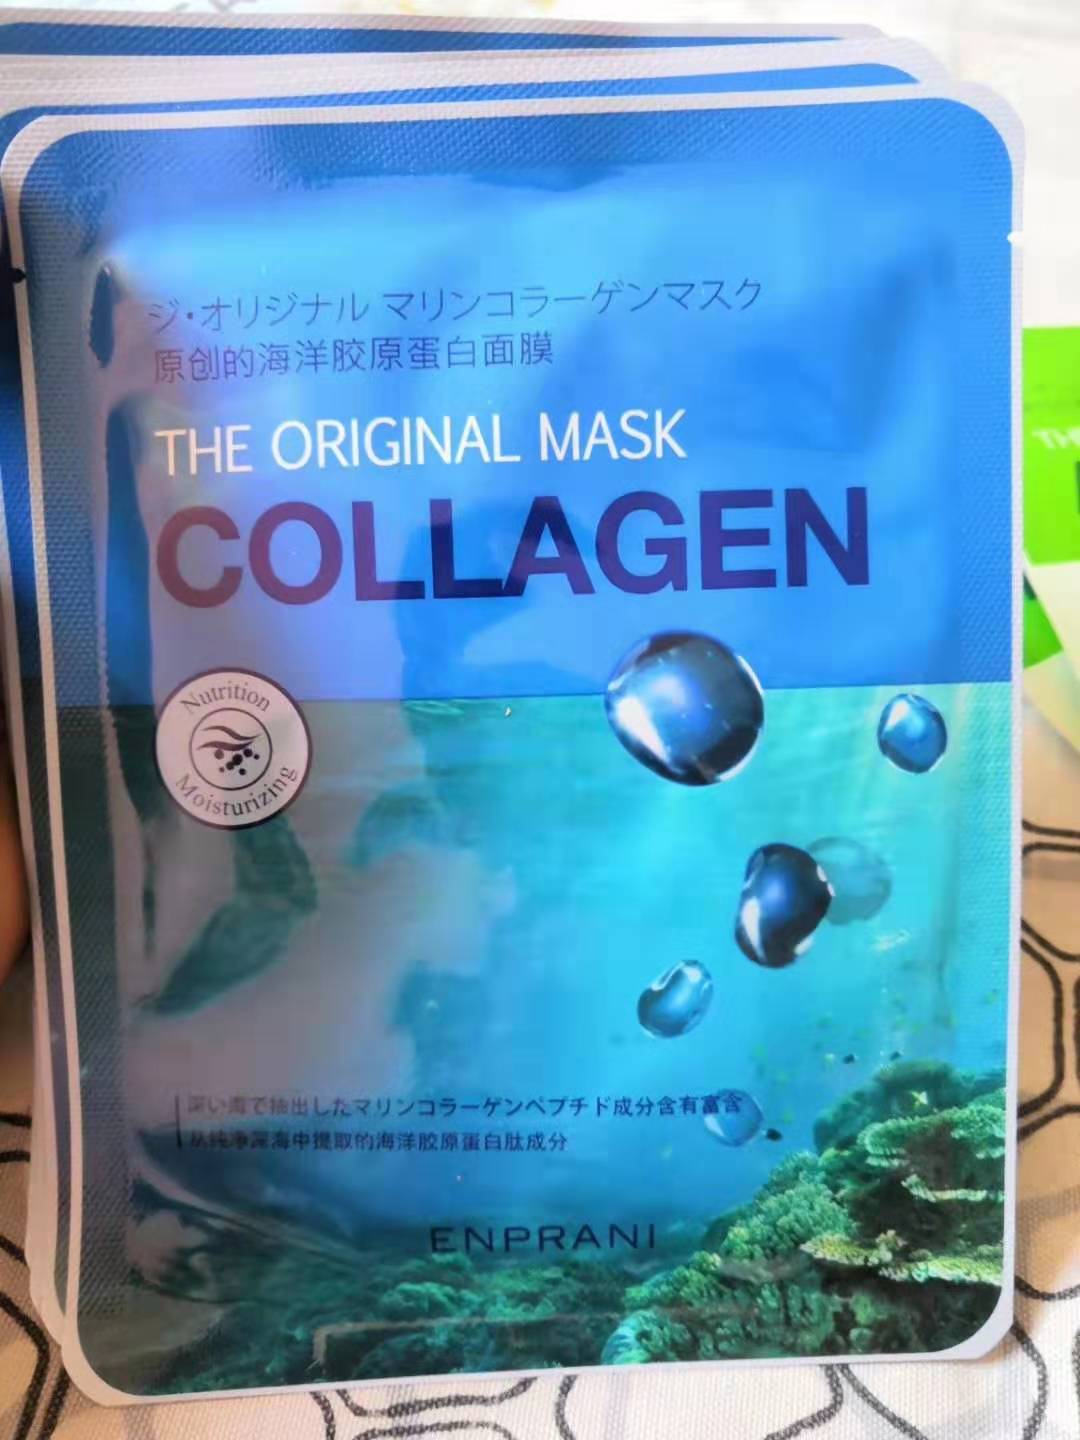 ジ・オリジナル マリンコラーゲンマスク
原创的海洋胶原蛋白面膜
THE ORIGINAL MASK
COLLAGEN
Nutrition
Moisturizing
深い海で抽出したマリンコラーゲンペプチド成分含有富含
从纯净深海中提取的海洋胶原蛋白肽成分
ENPRANI